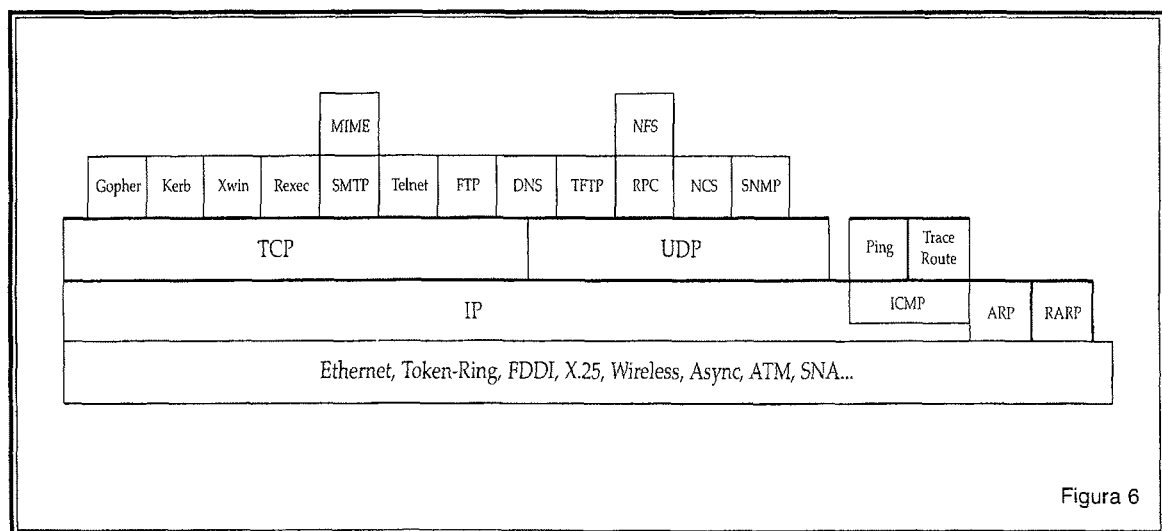 MIME NFS
Gopher Kerb Xwin Rexec SMTP Telnet FTP DNS TFTP RPC NCS SNMP
TCP UDP Ping Trace
Route
IP ICMP ARP RARP
Ethernet, Token-Ring, FDDI, X.25, Wireless, Async, ATM, SNA...
Figura 6